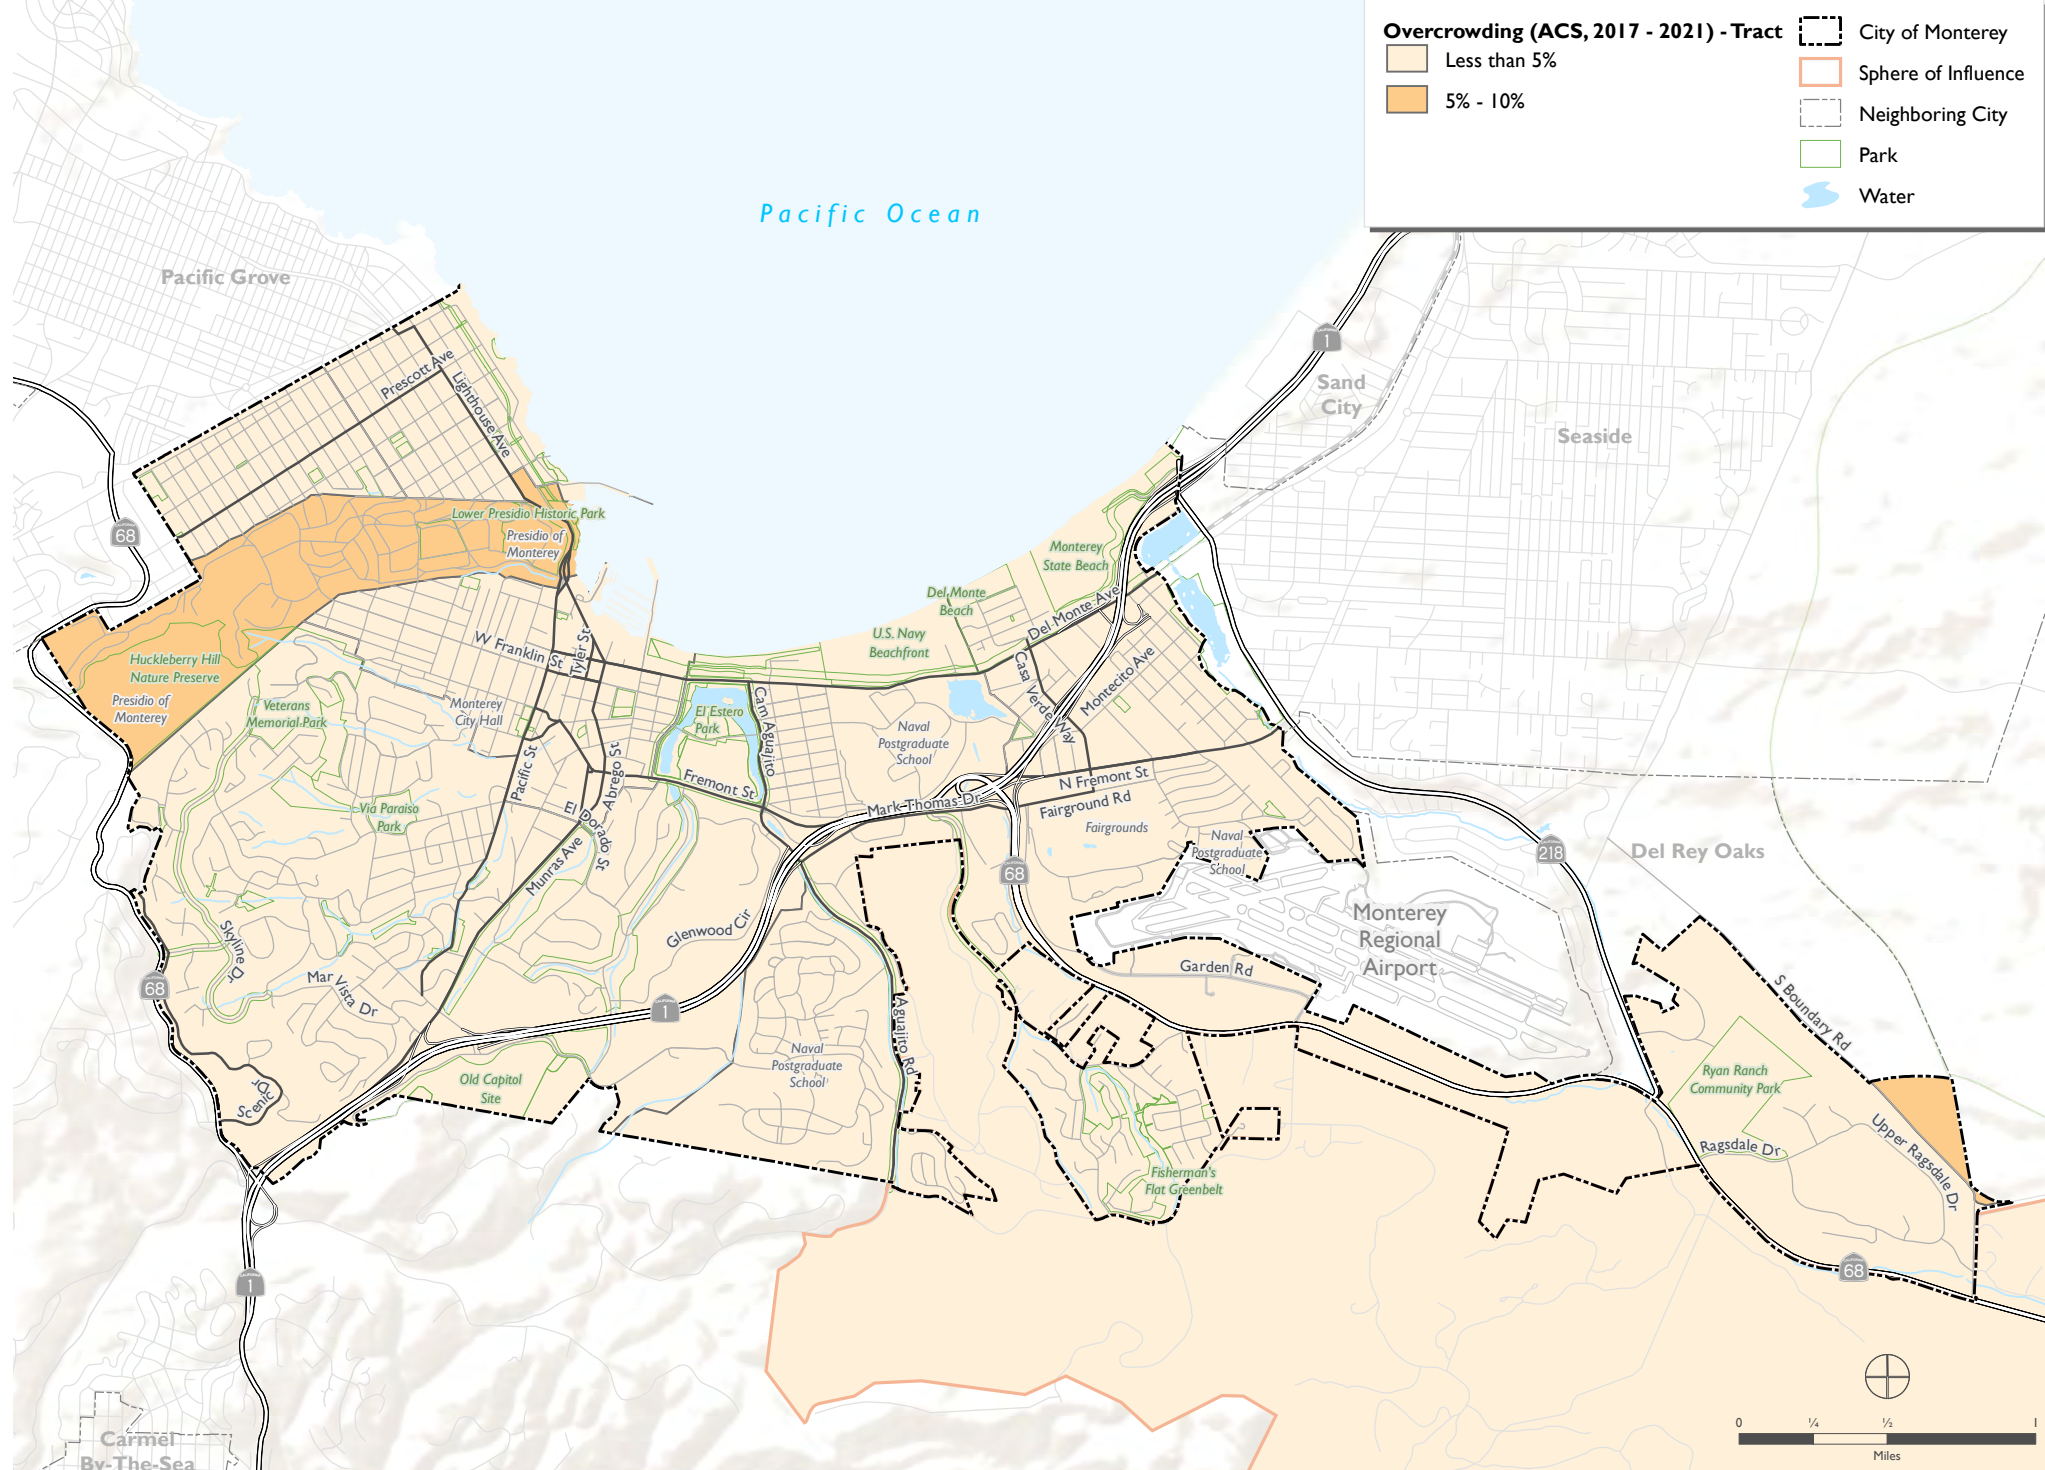 Overcrowding (ACS, 2017 - 2021) - Tract
Less than 5%
5% - 10%
City of Monterey
Sphere of Influence
Neighboring City
Park
Water
Pacific Ocean
Pacific Grove
Sand
City
Seaside
Del Rey Oaks
Carmel
By-The-Sea
Prescott Ave
Lighthouse Ave
Lower Presidio Historic Park
Presidio of
Monterey
Huckleberry Hill
Nature Preserve
Presidio of
Monterey
Veterans
Memorial Park
Monterey
City Hall
W Franklin St
Tyler St
El Estero
Park
Cam Aguajito
Fremont St
Pacific St
Abrego St
El Dorado St
Munras Ave
Via Paraiso
Park
Skyline Dr
Mar Vista Dr
Scenic Dr
Old Capitol
Site
Glenwood Cir
Naval
Postgraduate
School
Aguajito Rd
Naval
Postgraduate
School
Mark Thomas Dr
U.S. Navy
Beachfront
Del Monte
Beach
Monterey
State Beach
Del Monte Ave
Casa Verde Way
Montecito Ave
N Fremont St
Fairground Rd
Fairgrounds
Naval
Postgraduate
School
Monterey
Regional
Airport
Garden Rd
Fisherman's
Flat Greenbelt
Ryan Ranch
Community Park
S Boundary Rd
Upper Ragsdale Dr
Ragsdale Dr
68
68
68
68
1
1
1
218
0
1/4
1/2
1
Miles